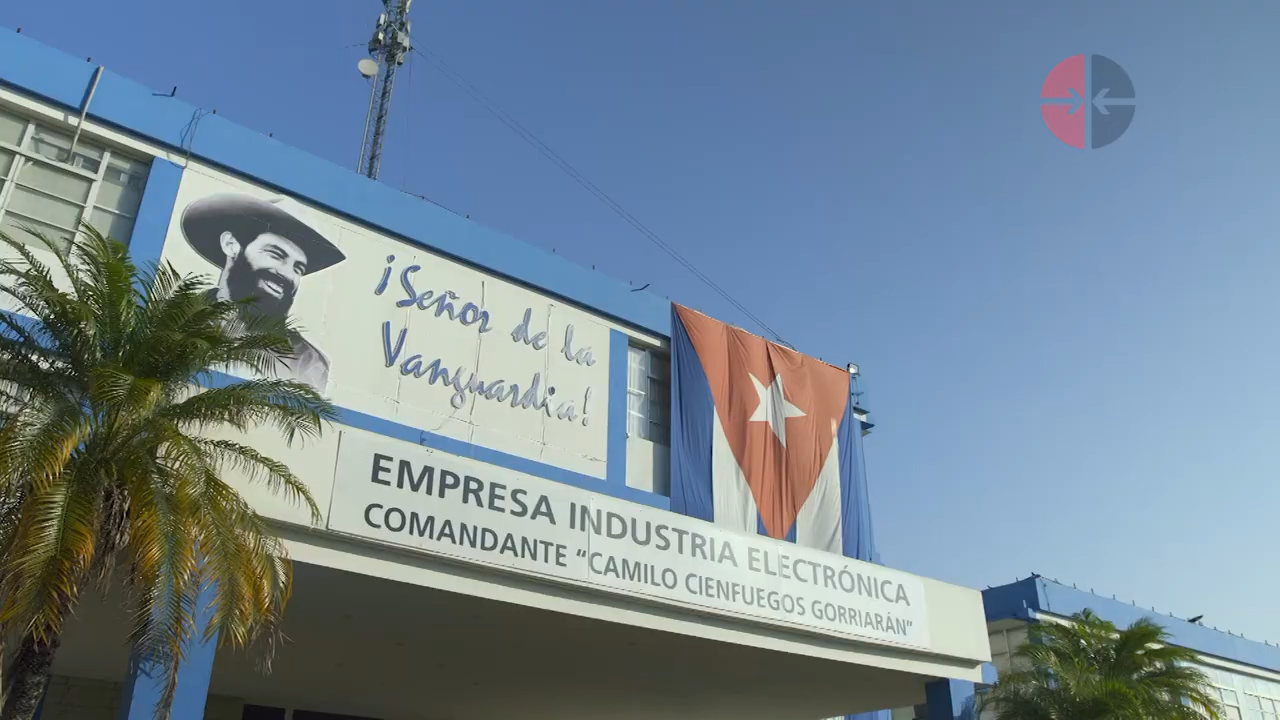 ¡Señor de la
Vanguardia!
EMPRESA INDUSTRIA ELECTRÓNICA
COMANDANTE “CAMILO CIENFUEGOS GORRIARÁN”